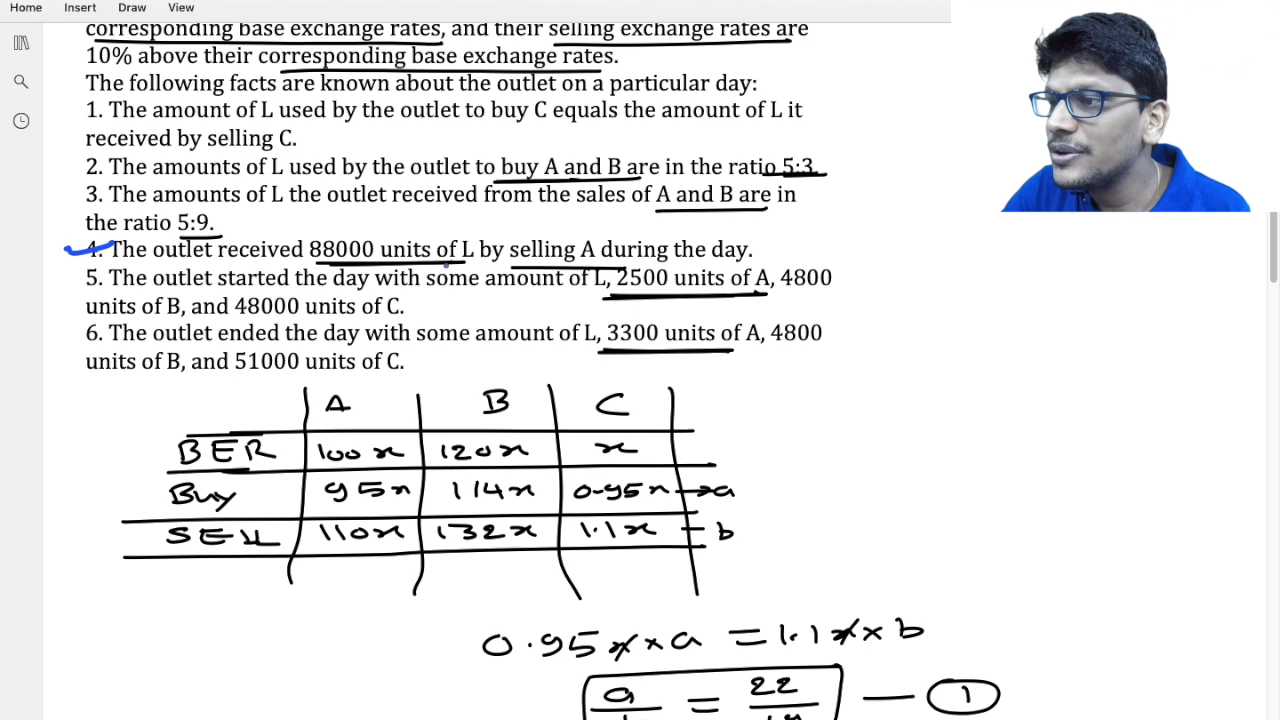 Home Insert Draw View
corresponding base exchange rates, and their selling exchange rates are
10% above their corresponding base exchange rates.
The following facts are known about the outlet on a particular day:
1. The amount of L used by the outlet to buy C equals the amount of L it
received by selling C.
2. The amounts of L used by the outlet to buy A and B are in the ratio 5:3.
3. The amounts of L the outlet received from the sales of A and B are in
the ratio 5:9.
4. The outlet received 88000 units of L by selling A during the day.
5. The outlet started the day with some amount of L, 2500 units of A, 4800
units of B, and 48000 units of C.
6. The outlet ended the day with some amount of L, 3300 units of A, 4800
units of B, and 51000 units of C.
A B C
BER 100x 120x x
Buy 95x 114x 0.95x → a
SELL 110x 132x 1.1x - b
0.95x × a = 1.1x × b
a = 22 — 1